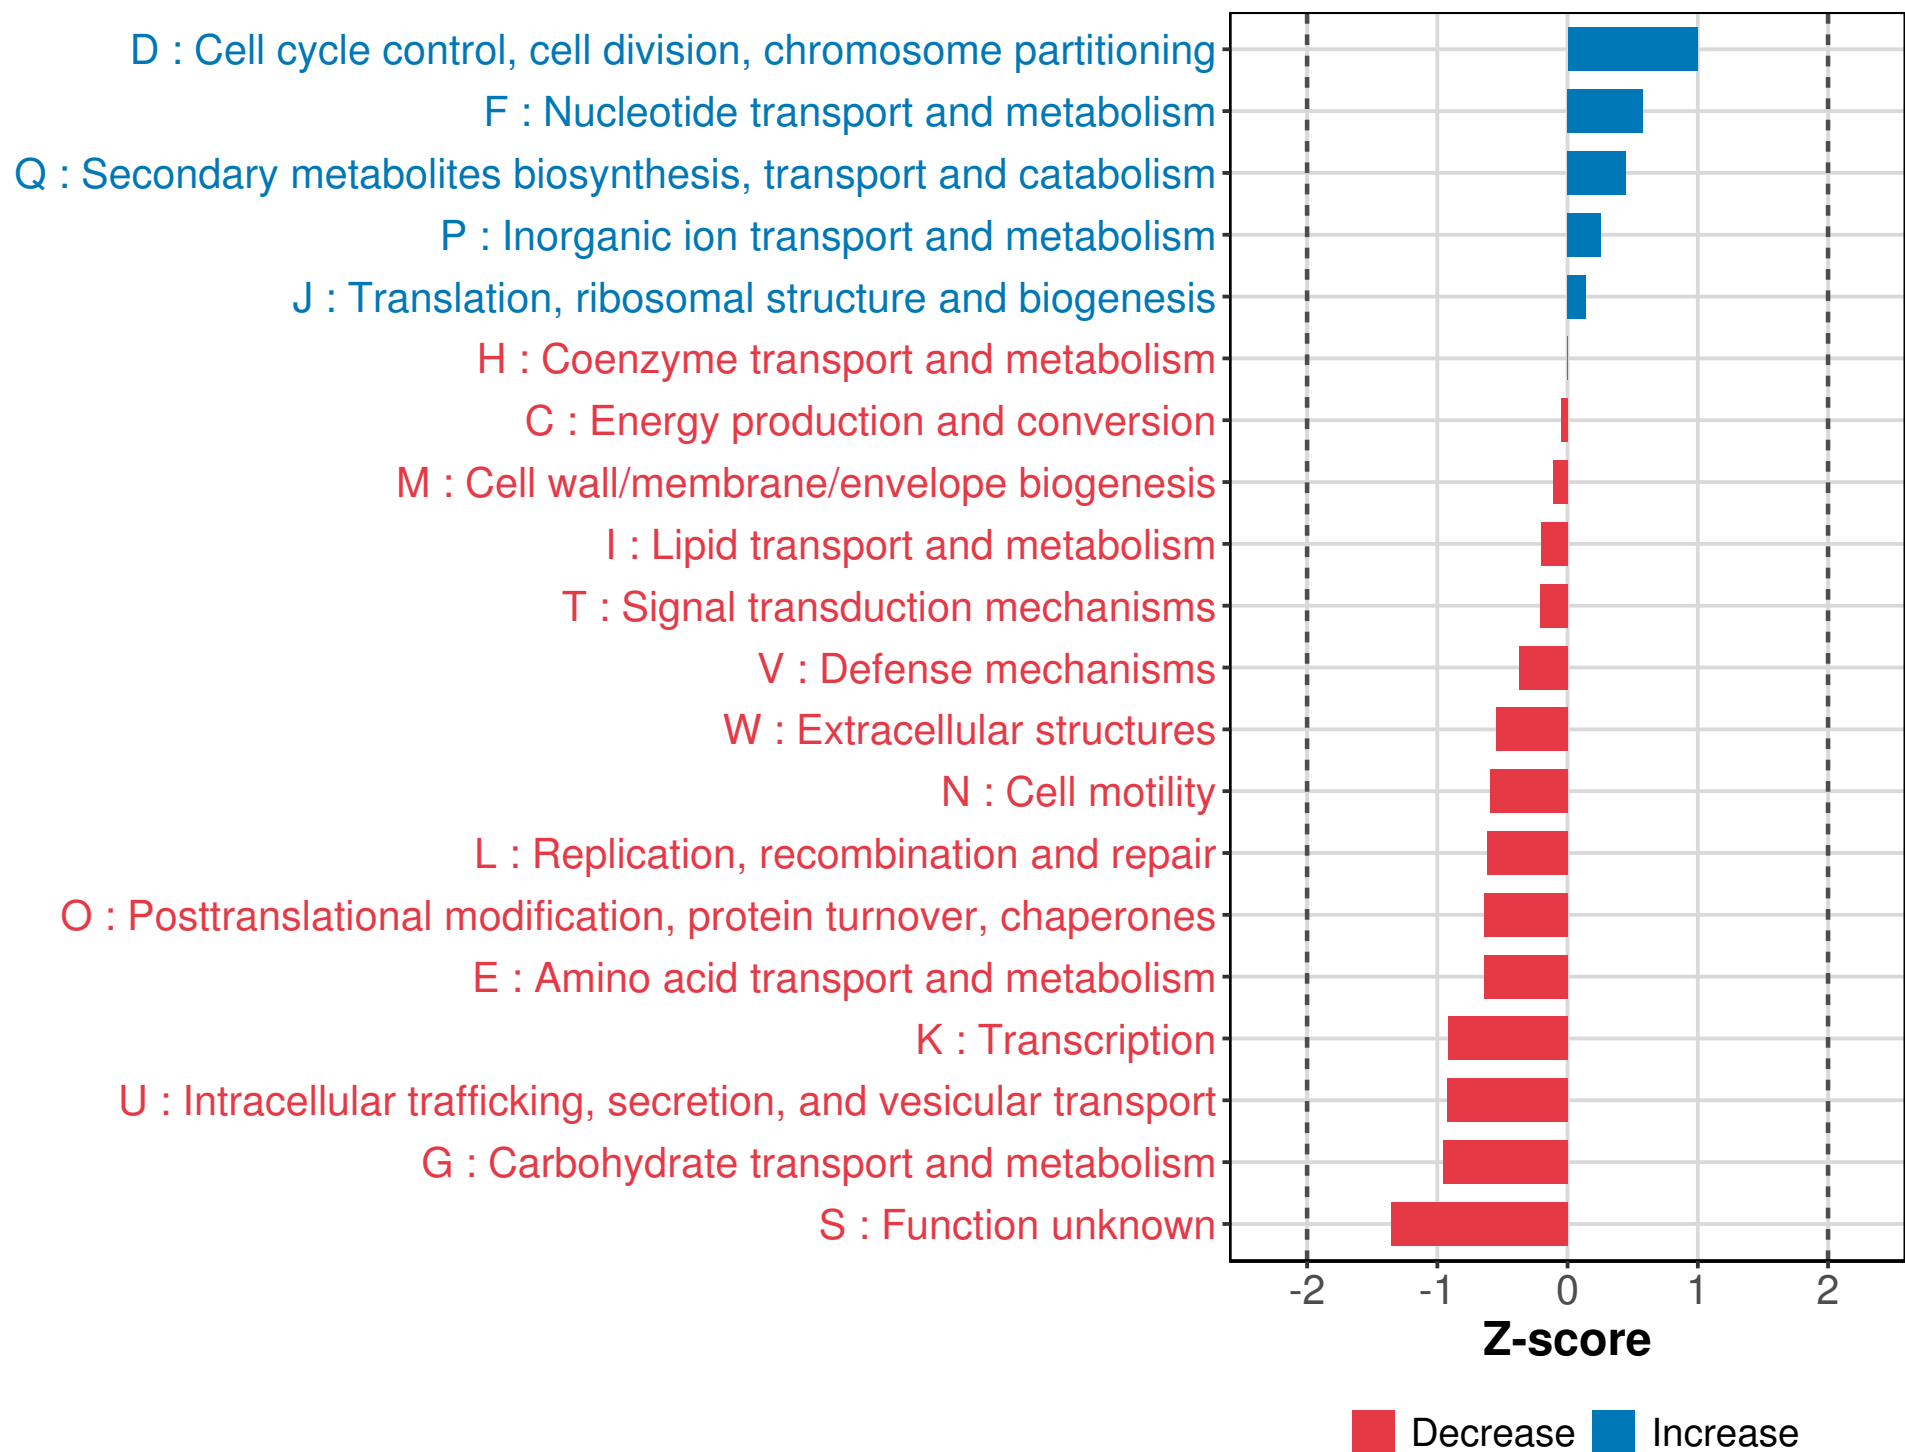 D : Cell cycle control, cell division, chromosome partitioning
F : Nucleotide transport and metabolism
Q : Secondary metabolites biosynthesis, transport and catabolism
P : Inorganic ion transport and metabolism
J : Translation, ribosomal structure and biogenesis
H : Coenzyme transport and metabolism
C : Energy production and conversion
M : Cell wall/membrane/envelope biogenesis
I : Lipid transport and metabolism
T : Signal transduction mechanisms
V : Defense mechanisms
W : Extracellular structures
N : Cell motility
L : Replication, recombination and repair
O : Posttranslational modification, protein turnover, chaperones
E : Amino acid transport and metabolism
K : Transcription
U : Intracellular trafficking, secretion, and vesicular transport
G : Carbohydrate transport and metabolism
S : Function unknown
-2 -1 0 1 2
Z-score
Decrease Increase